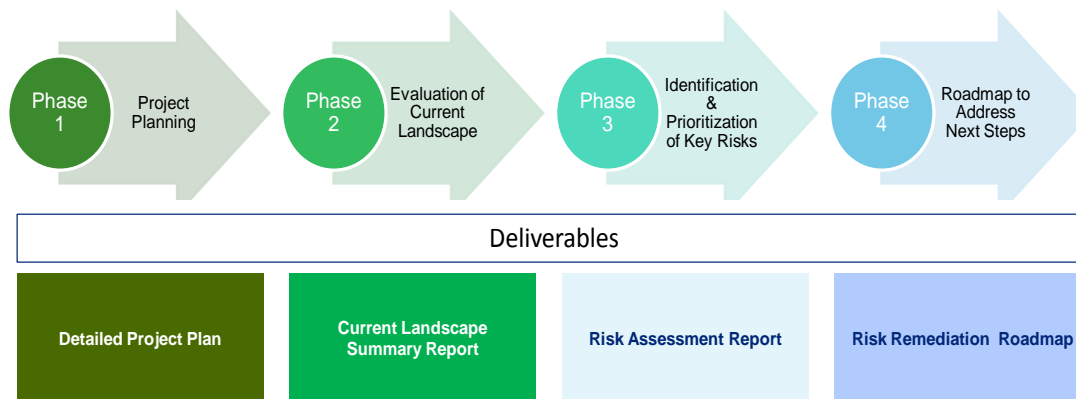 Phase
1
Project
Planning
Phase
2
Evaluation of
Current
Landscape
Phase
3
Identification
&
Prioritization
of Key Risks
Phase
4
Roadmap to
Address
Next Steps
Deliverables
Detailed Project Plan
Current Landscape
Summary Report
Risk Assessment Report
Risk Remediation Roadmap